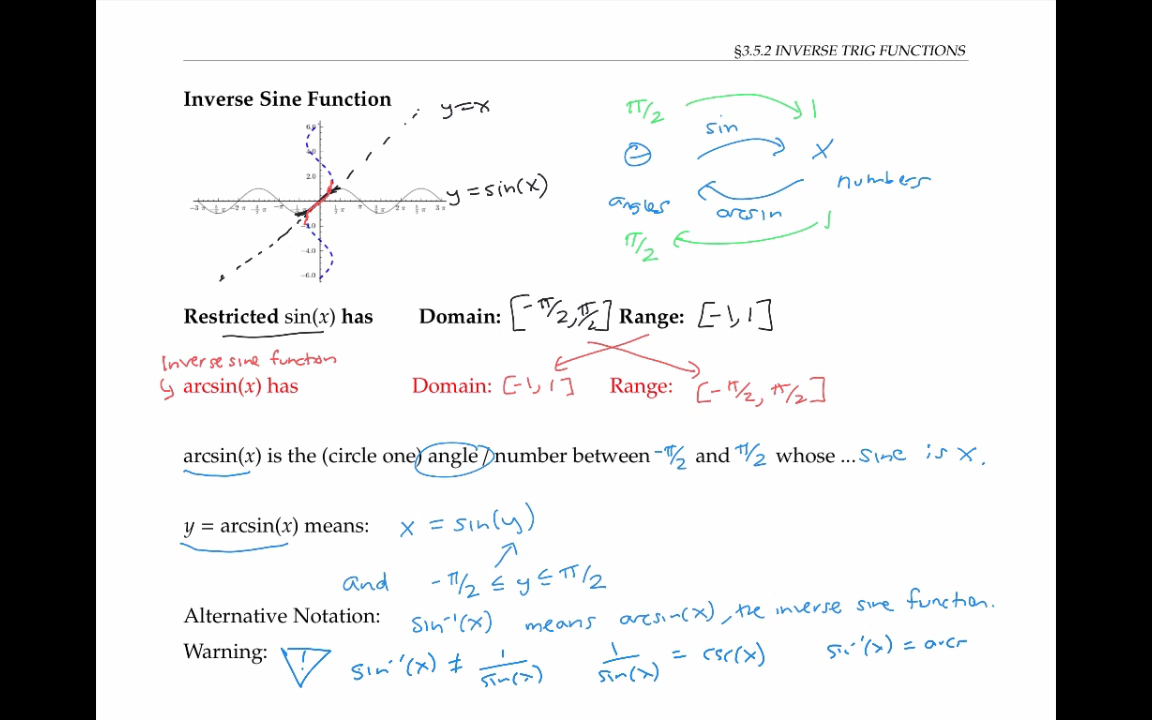 §3.5.2 INVERSE TRIG FUNCTIONS
Inverse Sine Function
y=x
y = sin(x)
π/2 1
sin
θ x
numbers
angles arcsin
π/2 1
Restricted sin(x) has Domain: [-π/2, π/2] Range: [-1, 1]
Inverse sine function
↳ arcsin(x) has Domain: [-1, 1] Range: [-π/2, π/2]
arcsin(x) is the (circle one) angle / number between -π/2 and π/2 whose ... sine is x.
y = arcsin(x) means: x = sin(y)
and -π/2 ≤ y ≤ π/2
Alternative Notation: sin⁻¹(x) means arcsin(x), the inverse sine function.
Warning: ! sin⁻¹(x) ≠ 1/sin(x) 1/sin(x) = csc(x) sin⁻¹(x) = arcs